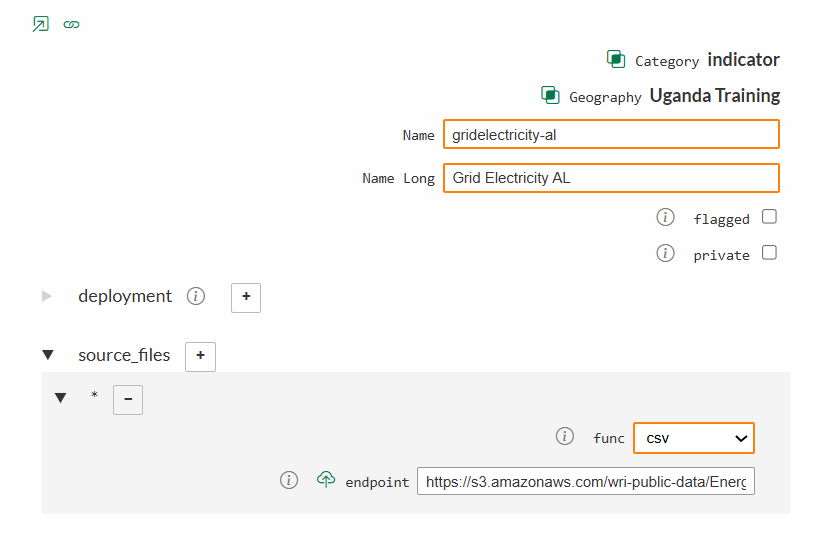 Category indicator
Geography Uganda Training
Name gridelectricity-al
Name Long Grid Electricity AL
i flagged
i private
deployment i +
source_files +
* −
i func csv
i endpoint https://s3.amazonaws.com/wri-public-data/Energ